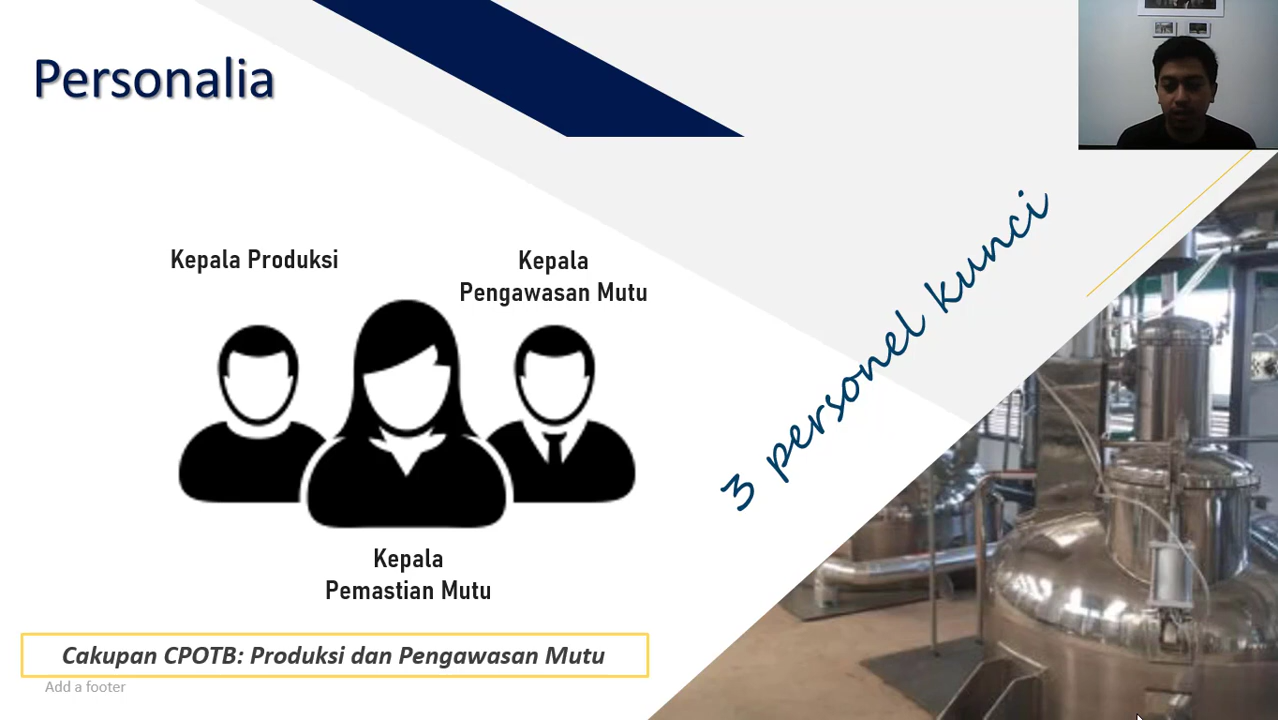 Personalia
Kepala Produksi
Kepala
Pengawasan Mutu
3 personel kunci
Kepala
Pemastian Mutu
Cakupan CPOTB: Produksi dan Pengawasan Mutu
Add a footer